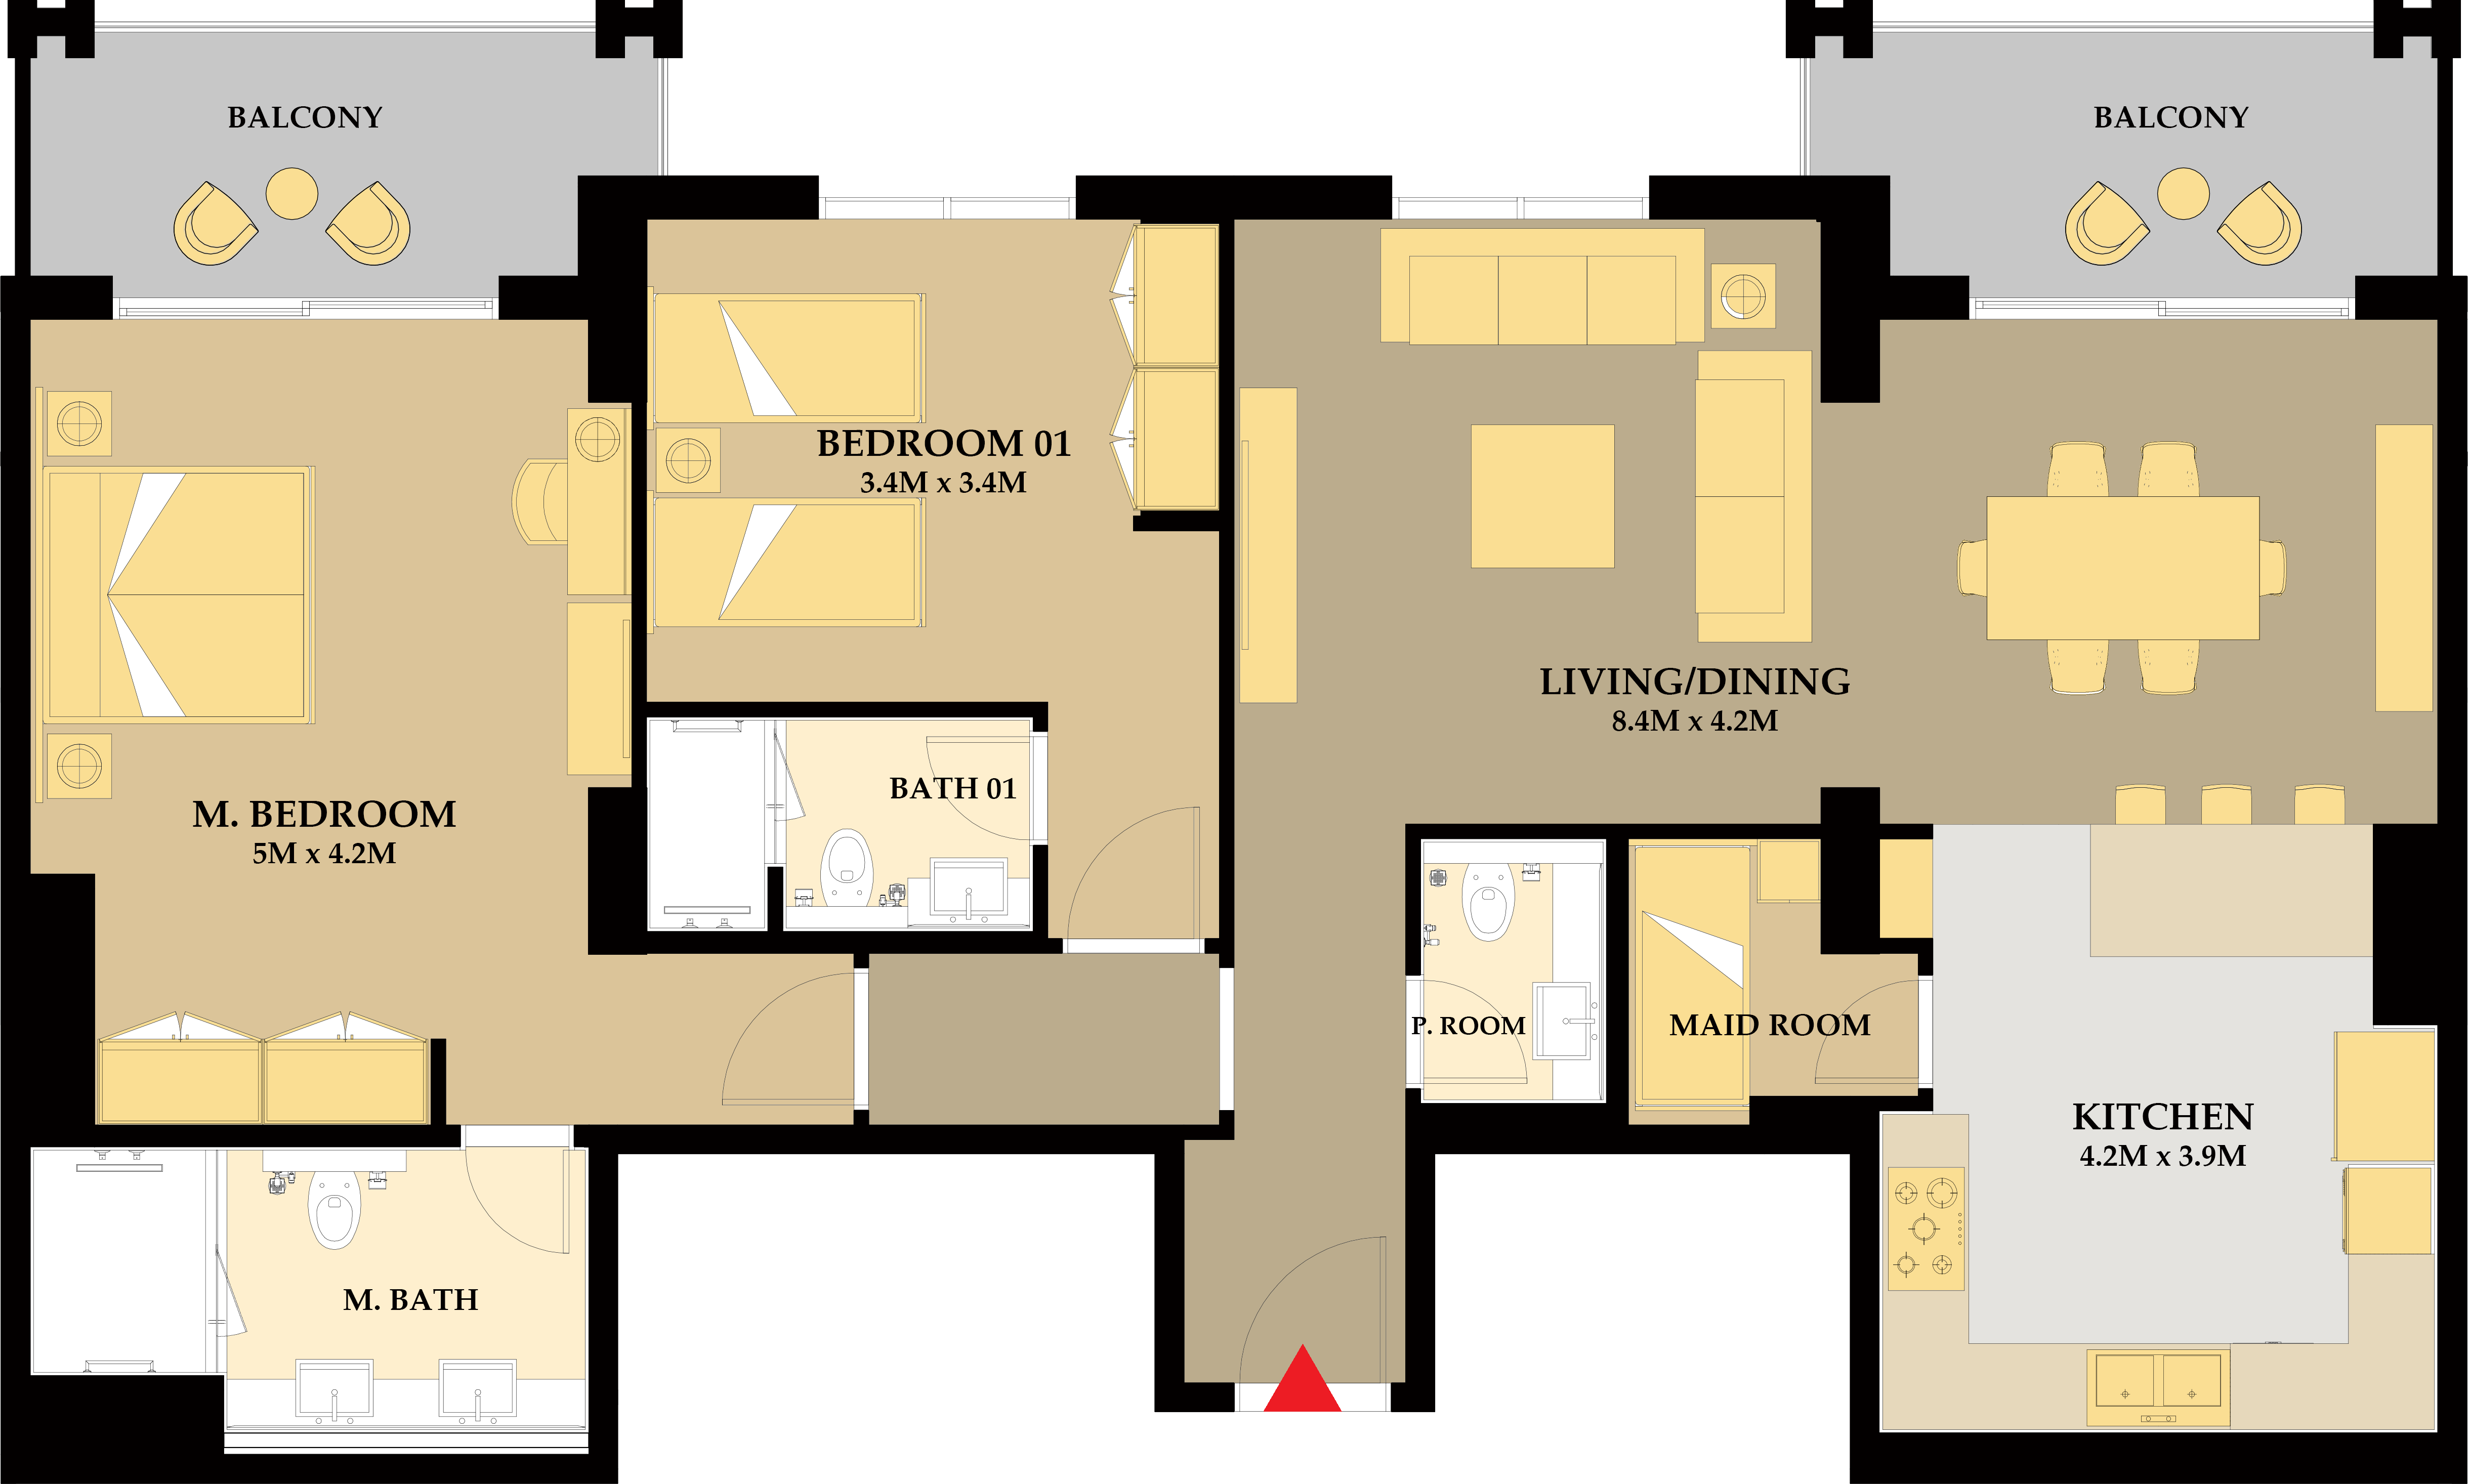 BALCONY
BALCONY
BEDROOM 01
3.4M x 3.4M
LIVING/DINING
8.4M x 4.2M
M. BEDROOM
5M x 4.2M
BATH 01
P. ROOM
MAID ROOM
KITCHEN
4.2M x 3.9M
M. BATH